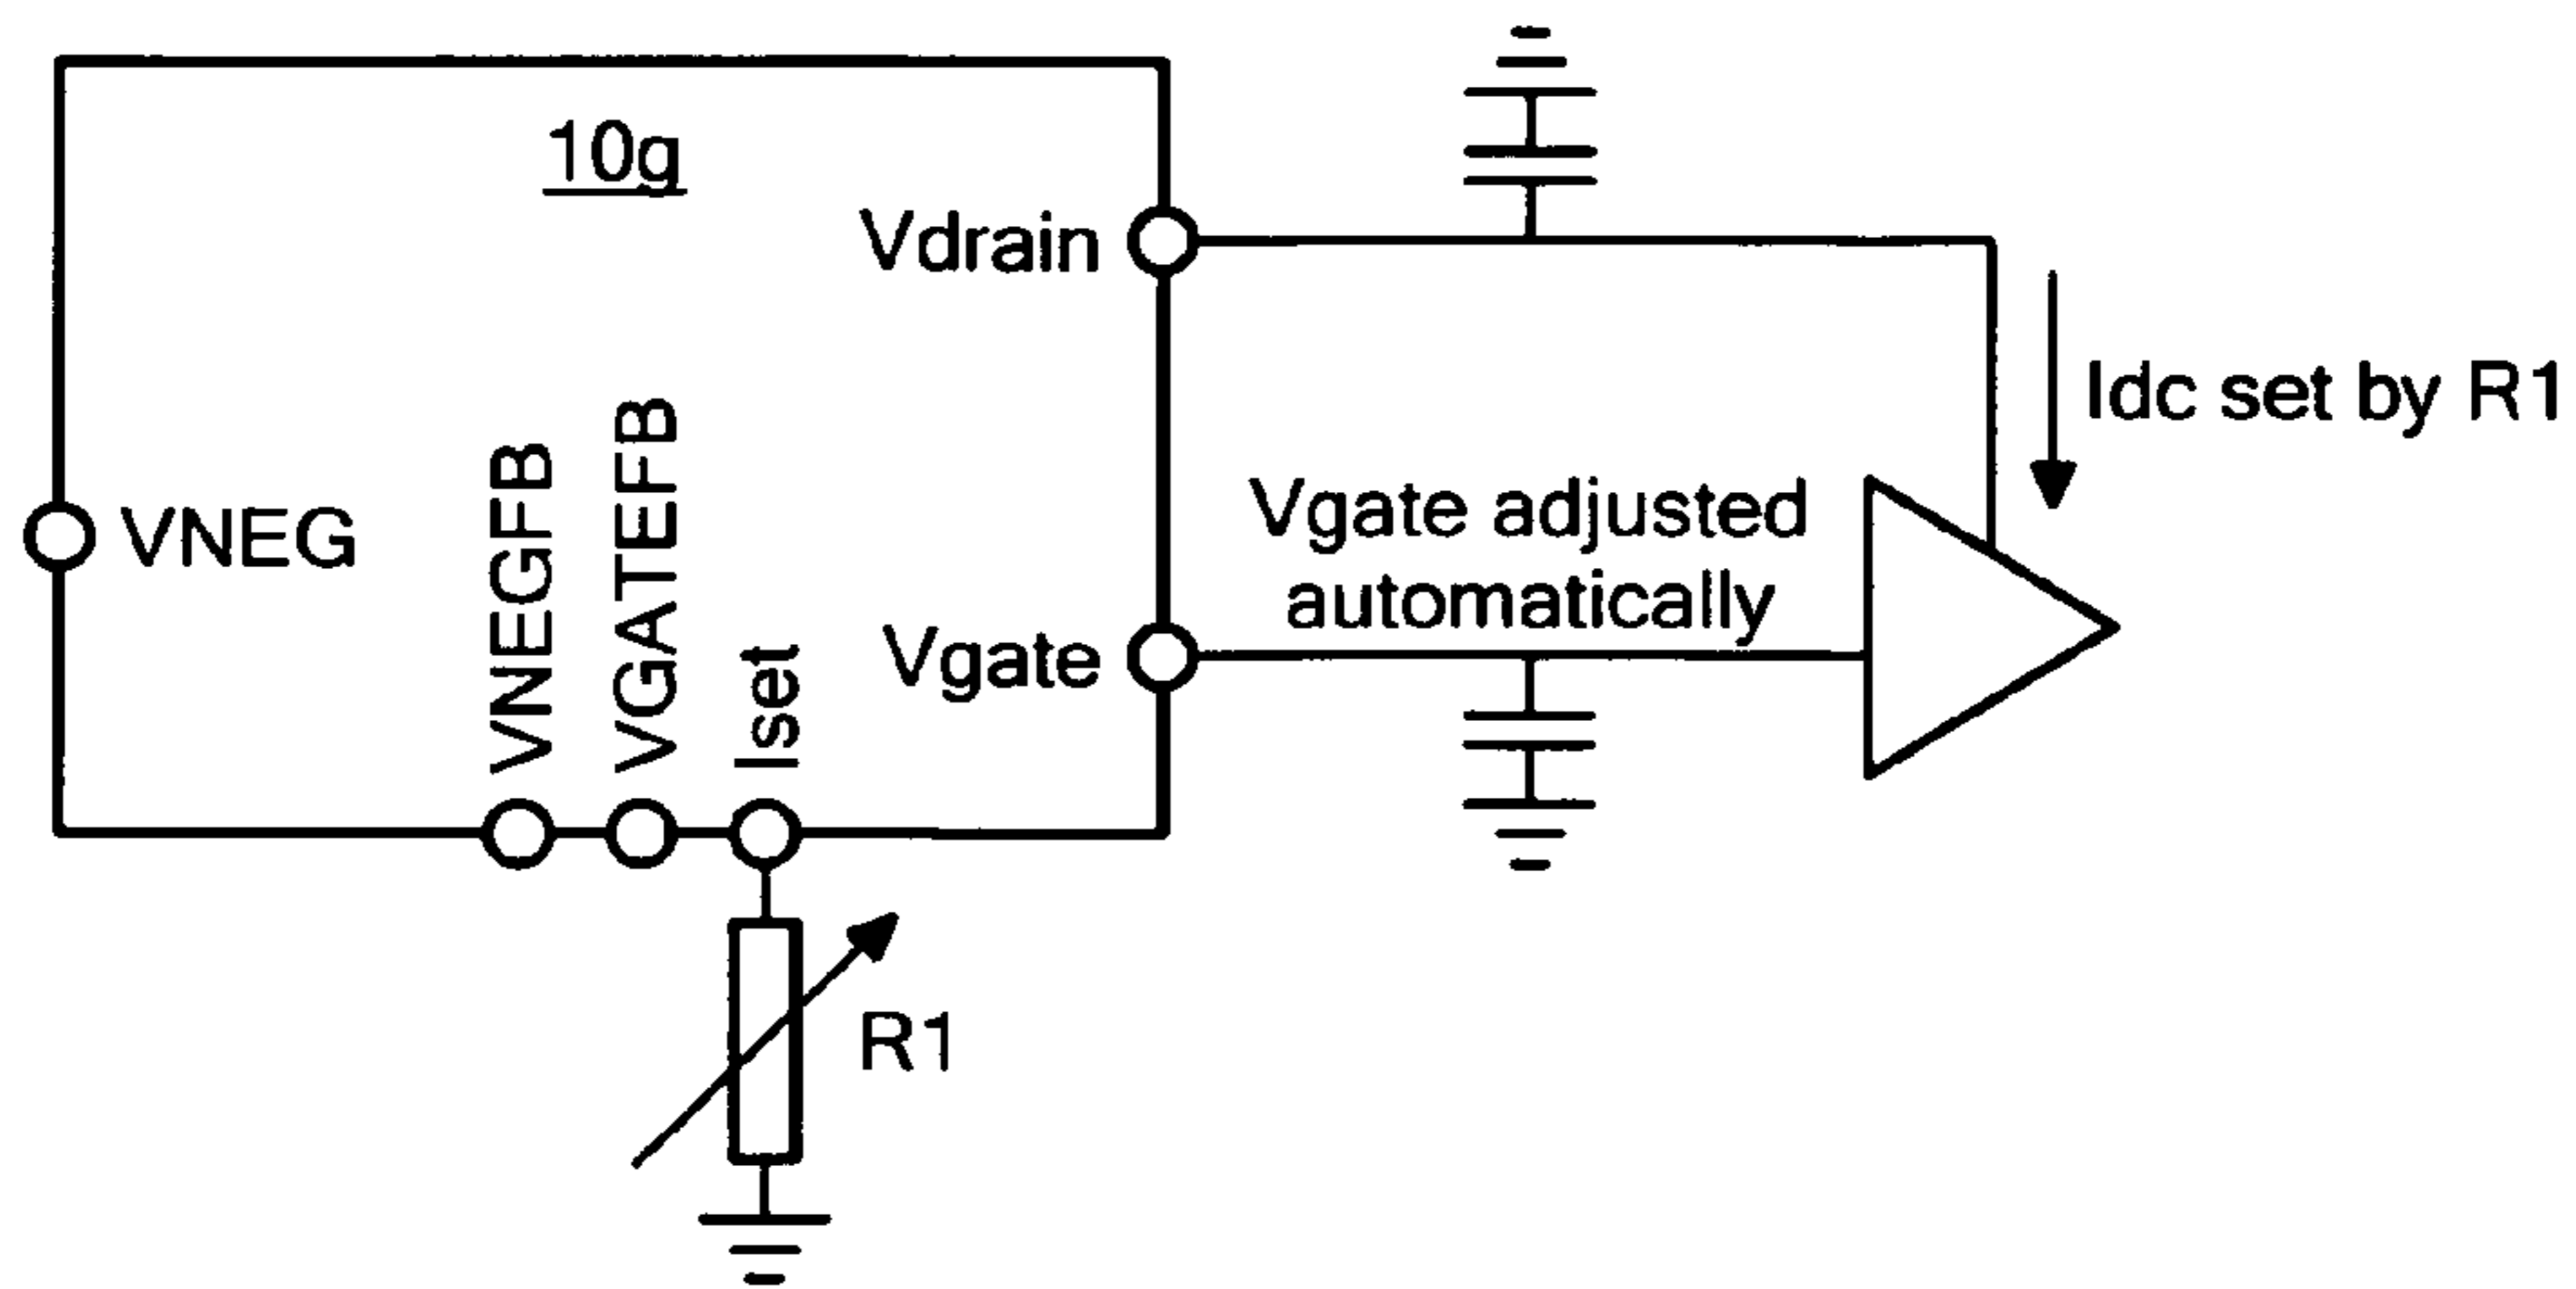 10g
Vdrain
Idc set by R1
VNEG
VNEGFB
VGATEFB
Iset
Vgate
Vgate adjusted
automatically
R1